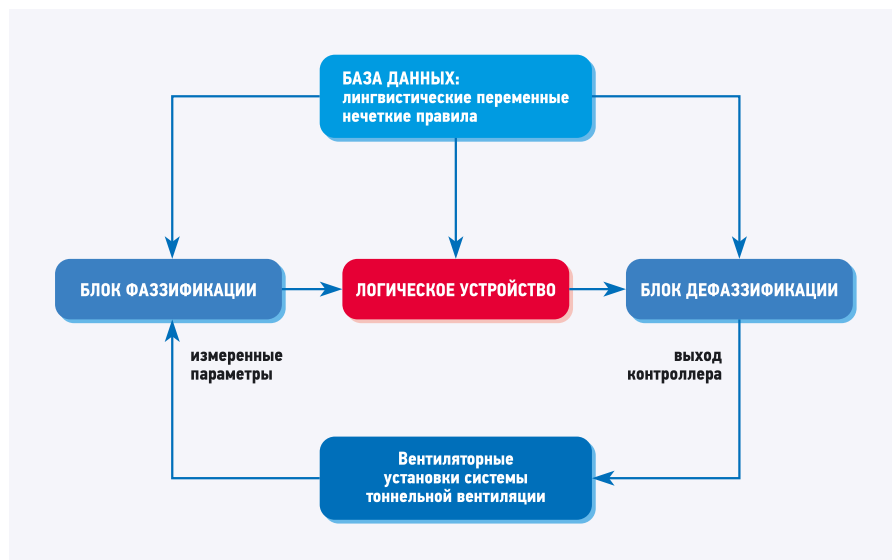 БАЗА ДАННЫХ:
лингвистические переменные
нечеткие правила
БЛОК ФАЗЗИФИКАЦИИ
ЛОГИЧЕСКОЕ УСТРОЙСТВО
БЛОК ДЕФАЗЗИФИКАЦИИ
измеренные
параметры
выход
контроллера
Вентиляторные
установки системы
тоннельной вентиляции